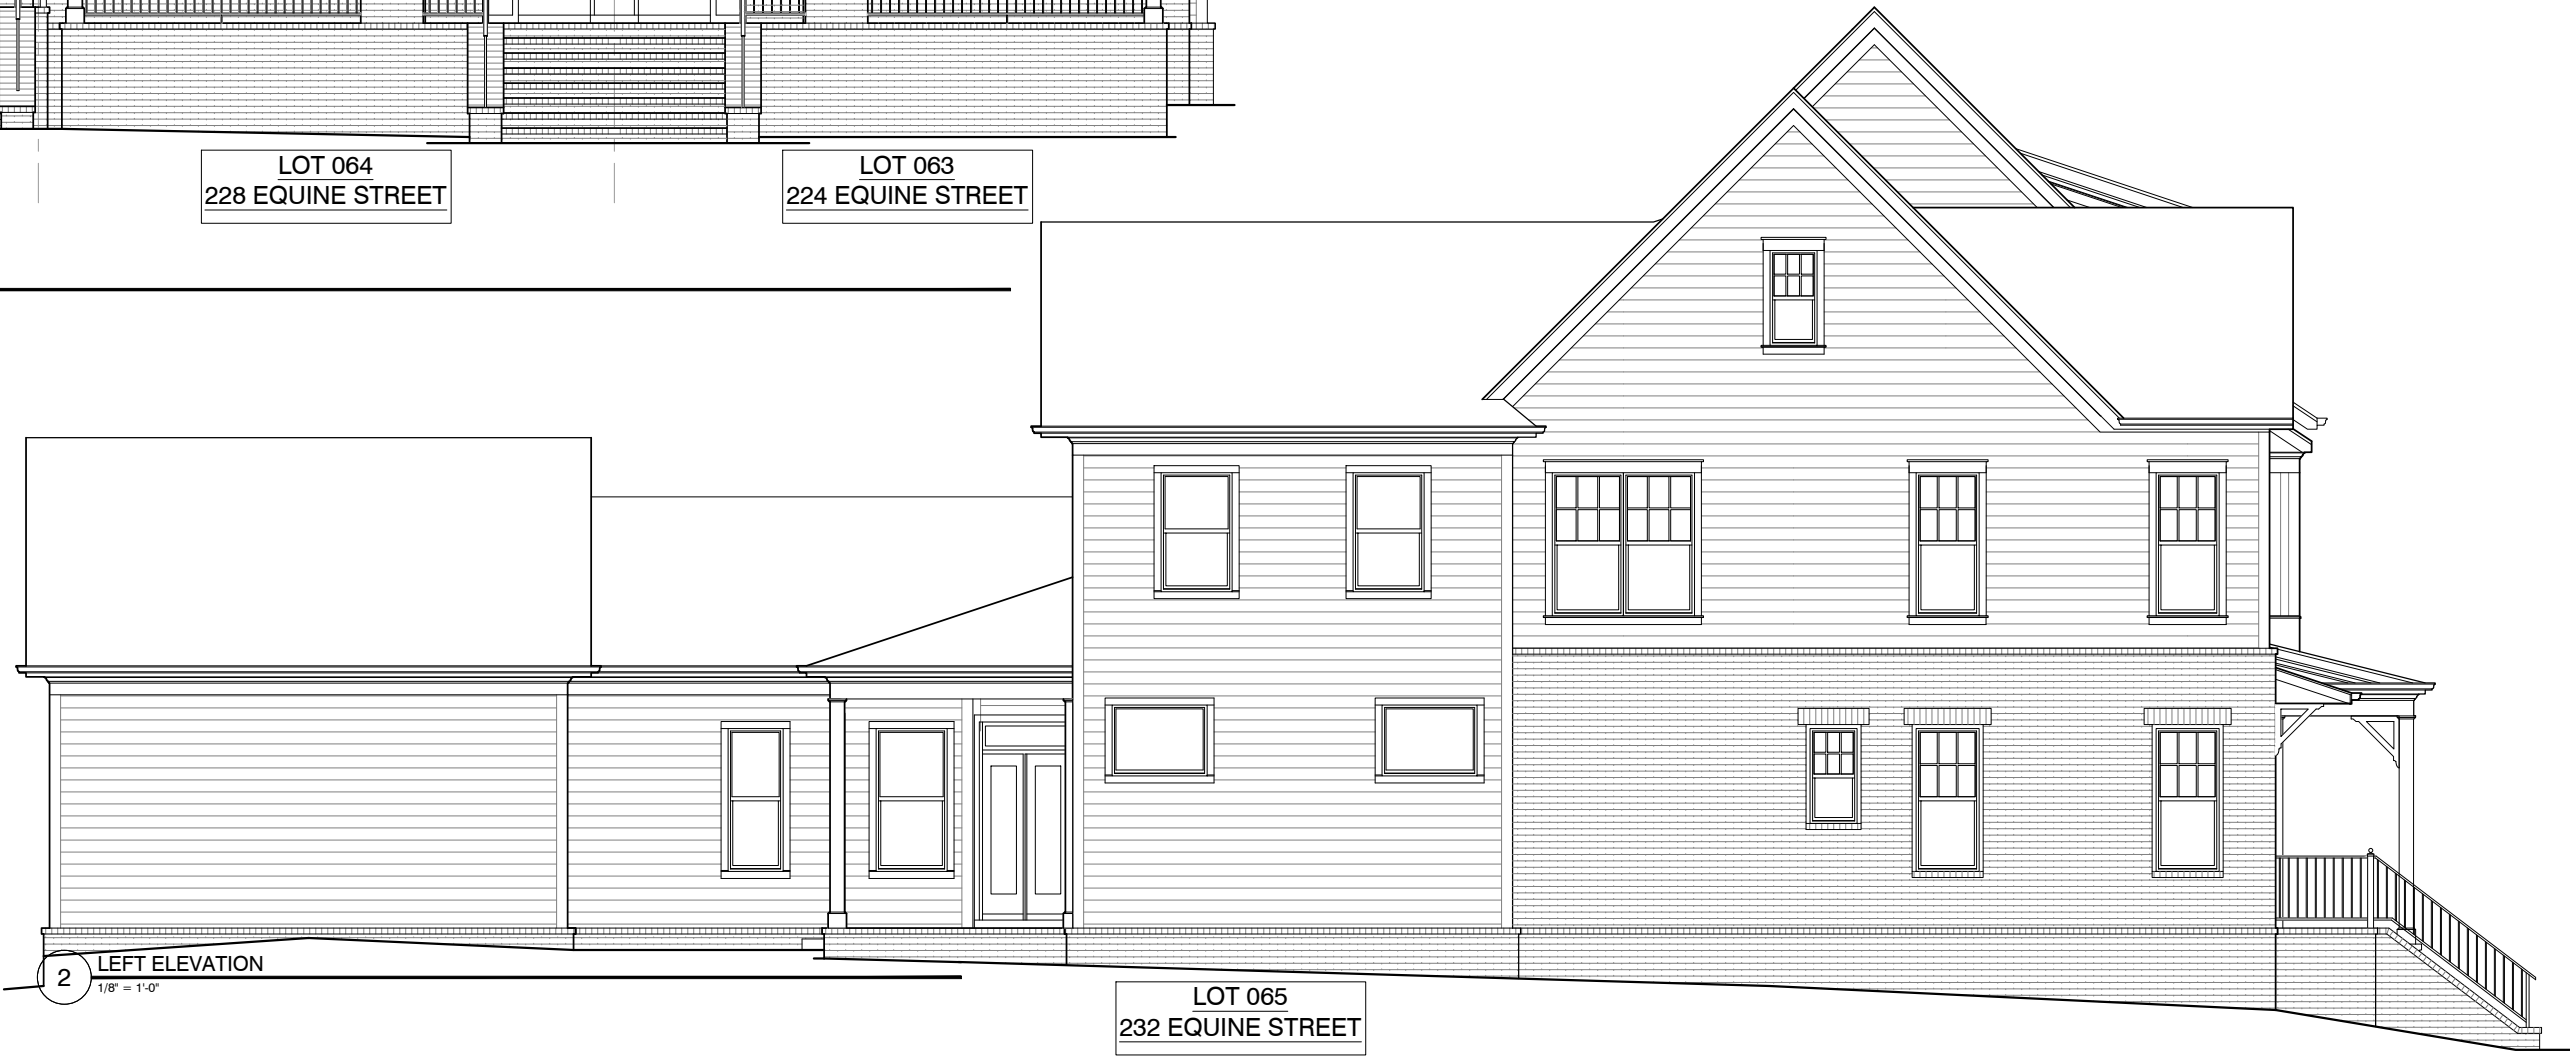 LOT 064
228 EQUINE STREET
LOT 063
224 EQUINE STREET
2
LEFT ELEVATION
1/8" = 1'-0"
LOT 065
232 EQUINE STREET